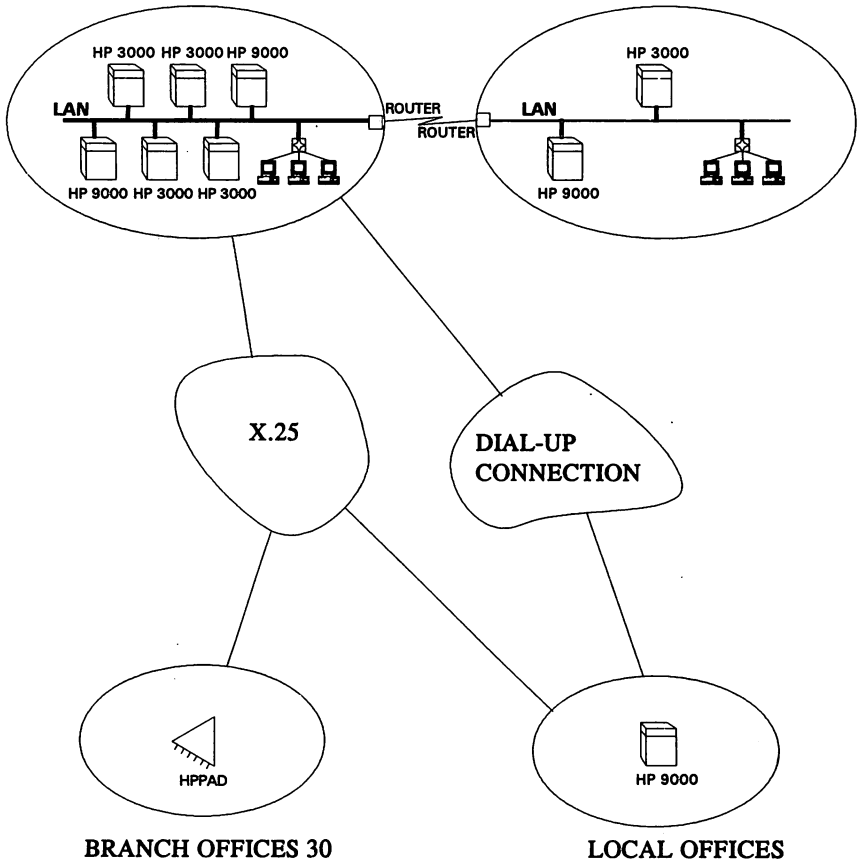 HP 3000 HP 3000 HP 9000
HP 3000
LAN
ROUTER
ROUTER
LAN
HP 9000 HP 3000 HP 3000
HP 9000
X.25
DIAL-UP
CONNECTION
HPPAD
HP 9000
BRANCH OFFICES 30
LOCAL OFFICES